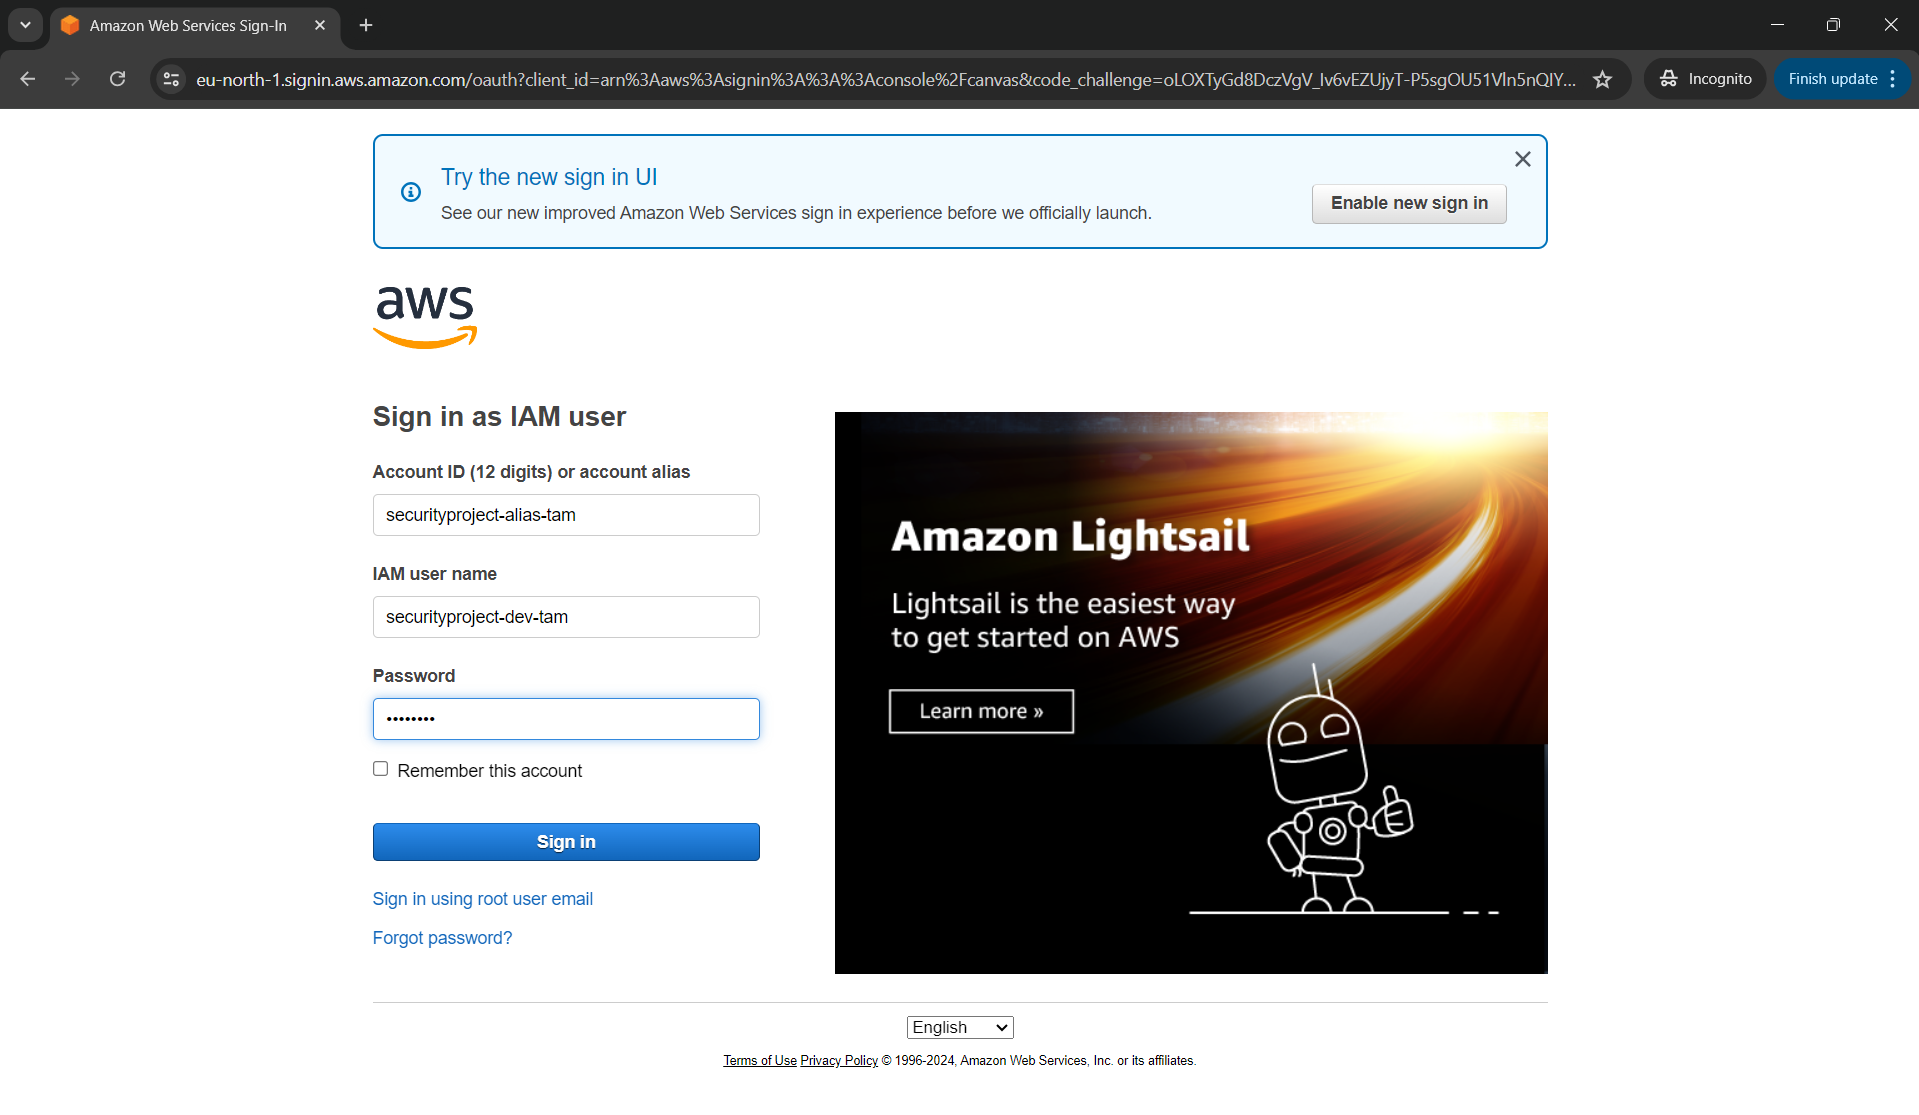 Amazon Web Services Sign-In
eu-north-1.signin.aws.amazon.com/oauth?client_id=arn%3Aaws%3Asignin%3A%3A%3Aconsole%2Fcanvas&code_challenge=oLOXTyGd8DczVgV_Iv6vEZUjyT-P5sgOU51Vln5nQIY...
Incognito
Finish update
Try the new sign in UI
See our new improved Amazon Web Services sign in experience before we officially launch.
Enable new sign in
aws
Sign in as IAM user
Account ID (12 digits) or account alias
securityproject-alias-tam
IAM user name
securityproject-dev-tam
Password
••••••••
Remember this account
Sign in
Sign in using root user email
Forgot password?
Amazon Lightsail
Lightsail is the easiest way
to get started on AWS
Learn more »
English
Terms of Use Privacy Policy © 1996-2024, Amazon Web Services, Inc. or its affiliates.